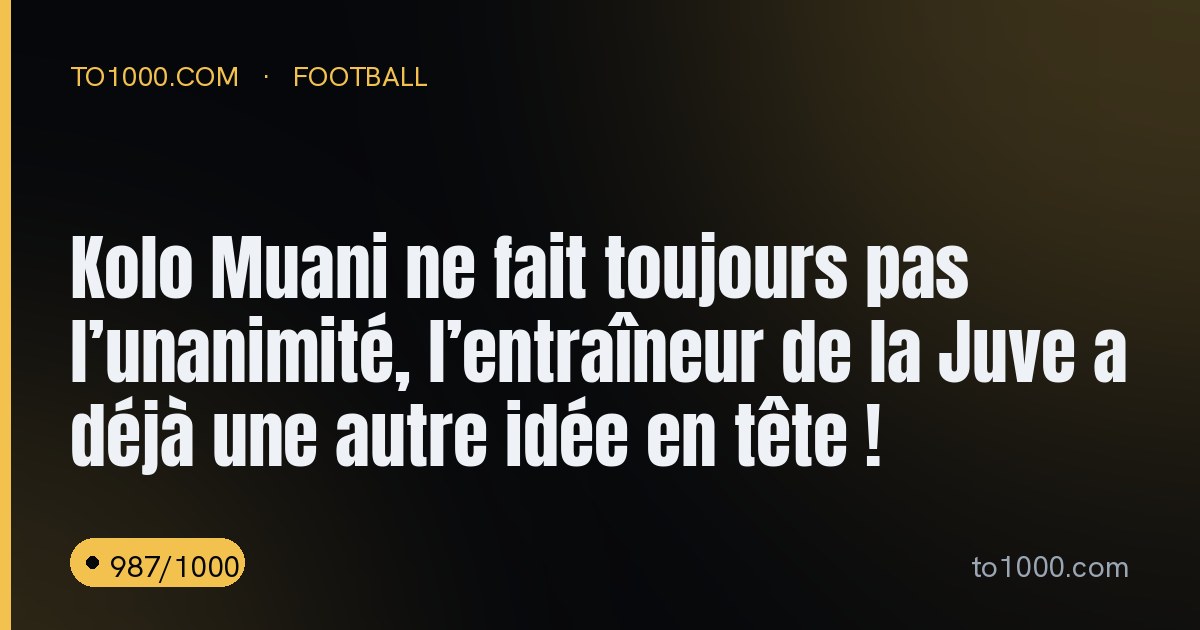 TO1000.COM · FOOTBALL
Kolo Muani ne fait toujours pas
l’unanimité, l’entraîneur de la Juve a
déjà une autre idée en tête !
987/1000
to1000.com